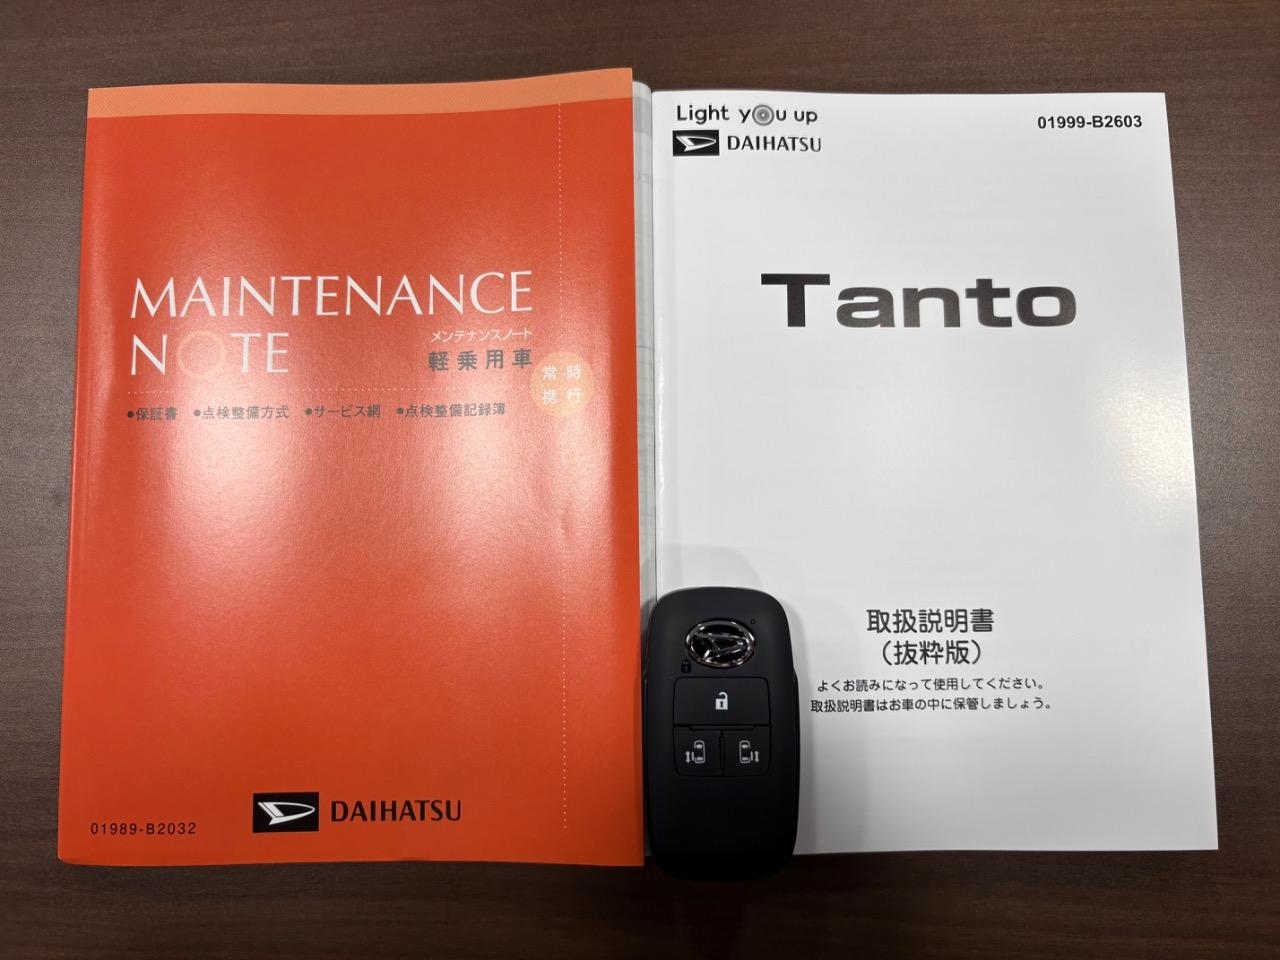 MAINTENANCE
NOTE
メンテナンスノート
軽乗用車
常時
携行
●保証書 ●点検整備方式 ●サービス網 ●点検整備記録簿
01989-B2032
DAIHATSU
Light you up
DAIHATSU
01999-B2603
Tanto
取扱説明書
（抜粋版）
よくお読みになって使用してください。
取扱説明書はお車の中に保管しましょう。